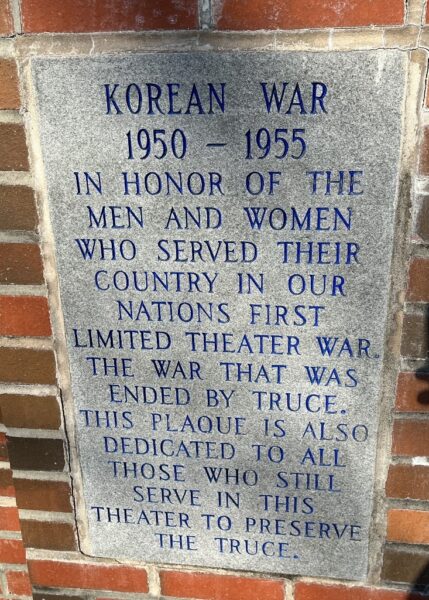 KOREAN WAR
1950 – 1955
IN HONOR OF THE
MEN AND WOMEN
WHO SERVED THEIR
COUNTRY IN OUR
NATIONS FIRST
LIMITED THEATER WAR.
THE WAR THAT WAS
ENDED BY TRUCE.
THIS PLAQUE IS ALSO
DEDICATED TO ALL
THOSE WHO STILL
SERVE IN THIS
THEATER TO PRESERVE
THE TRUCE.